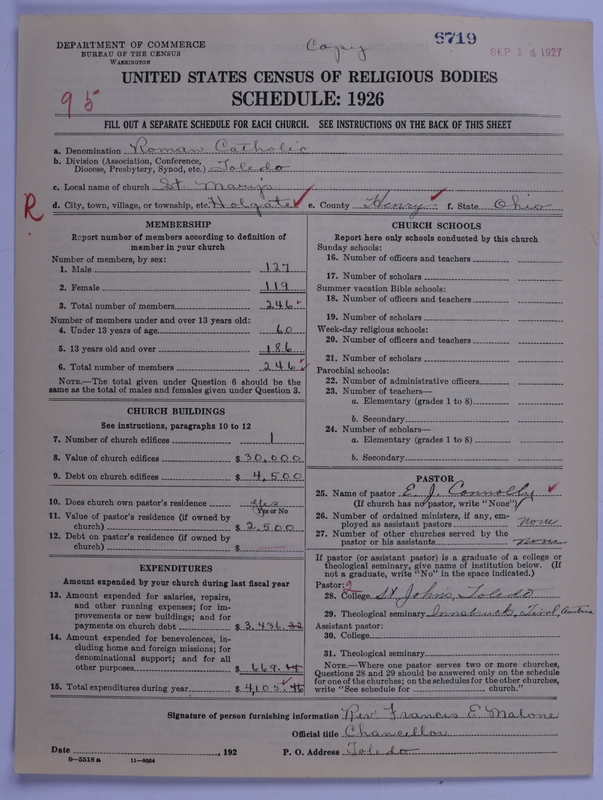 DEPARTMENT OF COMMERCE
BUREAU OF THE CENSUS
WASHINGTON
Copy
6719
SEP 14 1927
UNITED STATES CENSUS OF RELIGIOUS BODIES
SCHEDULE: 1926
95
FILL OUT A SEPARATE SCHEDULE FOR EACH CHURCH. SEE INSTRUCTIONS ON THE BACK OF THIS SHEET
a. Denomination Roman Catholic
b. Division (Association, Conference,
Diocese, Presbytery, Synod, etc.) Toledo
c. Local name of church St. Mary's
R
d. City, town, village, or township, etc. Holgate e. County Henry f. State Ohio
MEMBERSHIP
Report number of members according to definition of
member in your church
Number of members, by sex:
1. Male 127
2. Female 119
3. Total number of members 246
Number of members under and over 13 years old:
4. Under 13 years of age 60
5. 13 years old and over 186
6. Total number of members 246
NOTE.—The total given under Question 6 should be the
same as the total of males and females given under Question 3.
CHURCH BUILDINGS
See instructions, paragraphs 10 to 12
7. Number of church edifices 1
8. Value of church edifices $ 30,000
9. Debt on church edifices $ 4,500
10. Does church own pastor's residence Yes
Yes or No
11. Value of pastor's residence (if owned by
church) $ 2,500
12. Debt on pastor's residence (if owned by
church) $
EXPENDITURES
Amount expended by your church during last fiscal year
13. Amount expended for salaries, repairs,
and other running expenses; for im-
provements or new buildings; and for
payments on church debt $ 3,436.32
14. Amount expended for benevolences, in-
cluding home and foreign missions; for
denominational support; and for all
other purposes $ 669.14
15. Total expenditures during year $ 4,105.46
CHURCH SCHOOLS
Report here only schools conducted by this church
Sunday schools:
16. Number of officers and teachers
17. Number of scholars
Summer vacation Bible schools:
18. Number of officers and teachers
19. Number of scholars
Week-day religious schools:
20. Number of officers and teachers
21. Number of scholars
Parochial schools:
22. Number of administrative officers
23. Number of teachers—
a. Elementary (grades 1 to 8)
b. Secondary
24. Number of scholars—
a. Elementary (grades 1 to 8)
b. Secondary
PASTOR
25. Name of pastor E. J. Connolly
(If church has no pastor, write "None")
26. Number of ordained ministers, if any, em-
ployed as assistant pastors none
27. Number of other churches served by the
pastor or his assistants none
If pastor (or assistant pastor) is a graduate of a college or
theological seminary, give name of institution below. (If
not a graduate, write "No" in the space indicated.)
Pastor: 2
28. College St Johns, Toledo
29. Theological seminary Innsbruck, Tirol, Austria
Assistant pastor:
30. College
31. Theological seminary
NOTE.—Where one pastor serves two or more churches,
Questions 28 and 29 should be answered only on the schedule
for one of the churches; on the schedules for the other churches,
write "See schedule for church."
Signature of person furnishing information Rev Francis E Malone
Official title Chancellor
Date , 192 P. O. Address Toledo
8—5518 a 11—9054